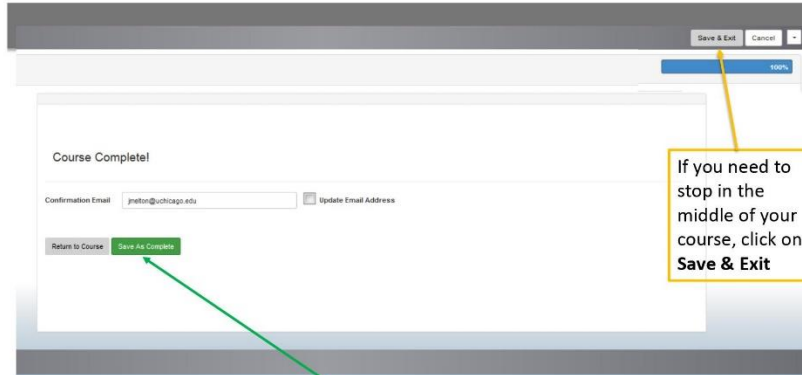 Save & Exit Cancel
100%
Course Complete!
Confirmation Email jnelton@uchicago.edu Update Email Address
Return to Course Save As Complete
If you need to
stop in the
middle of your
course, click on
Save & Exit